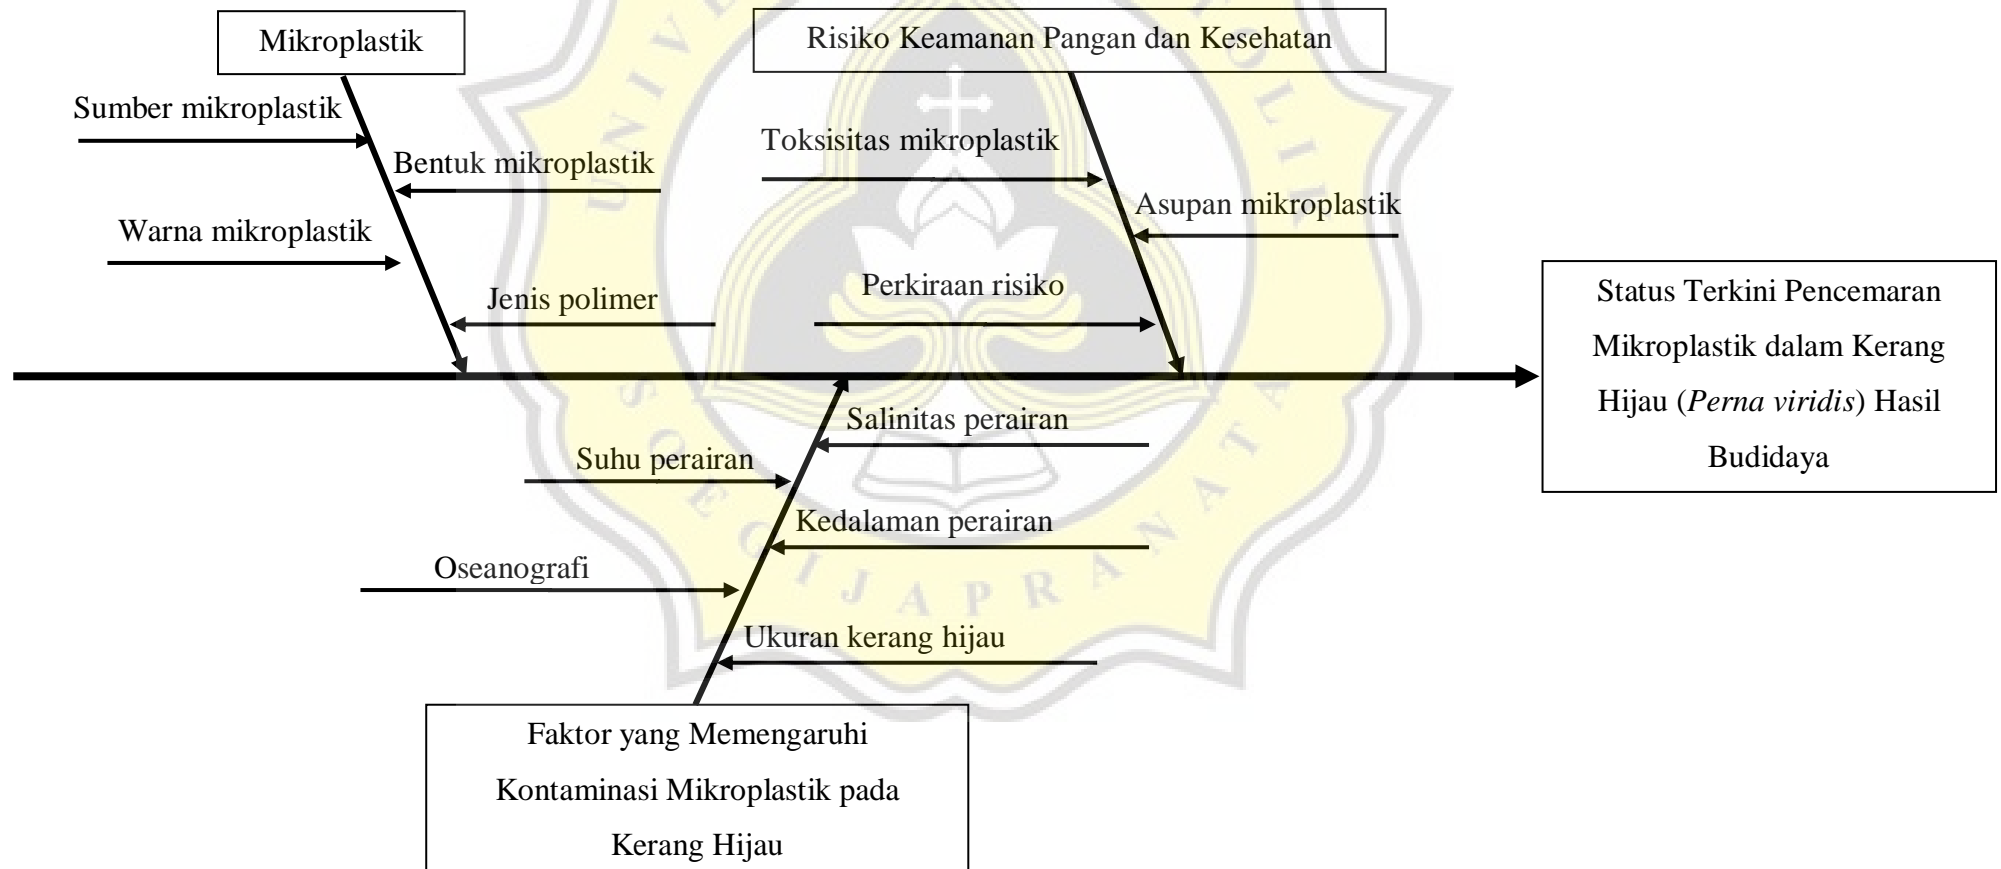 Mikroplastik
Risiko Keamanan Pangan dan Kesehatan
Sumber mikroplastik
Bentuk mikroplastik
Warna mikroplastik
Jenis polimer
Toksisitas mikroplastik
Asupan mikroplastik
Perkiraan risiko
Status Terkini Pencemaran
Mikroplastik dalam Kerang
Hijau (Perna viridis) Hasil
Budidaya
Salinitas perairan
Suhu perairan
Kedalaman perairan
Oseanografi
Ukuran kerang hijau
Faktor yang Memengaruhi
Kontaminasi Mikroplastik pada
Kerang Hijau
SOEGIJAPRANATA